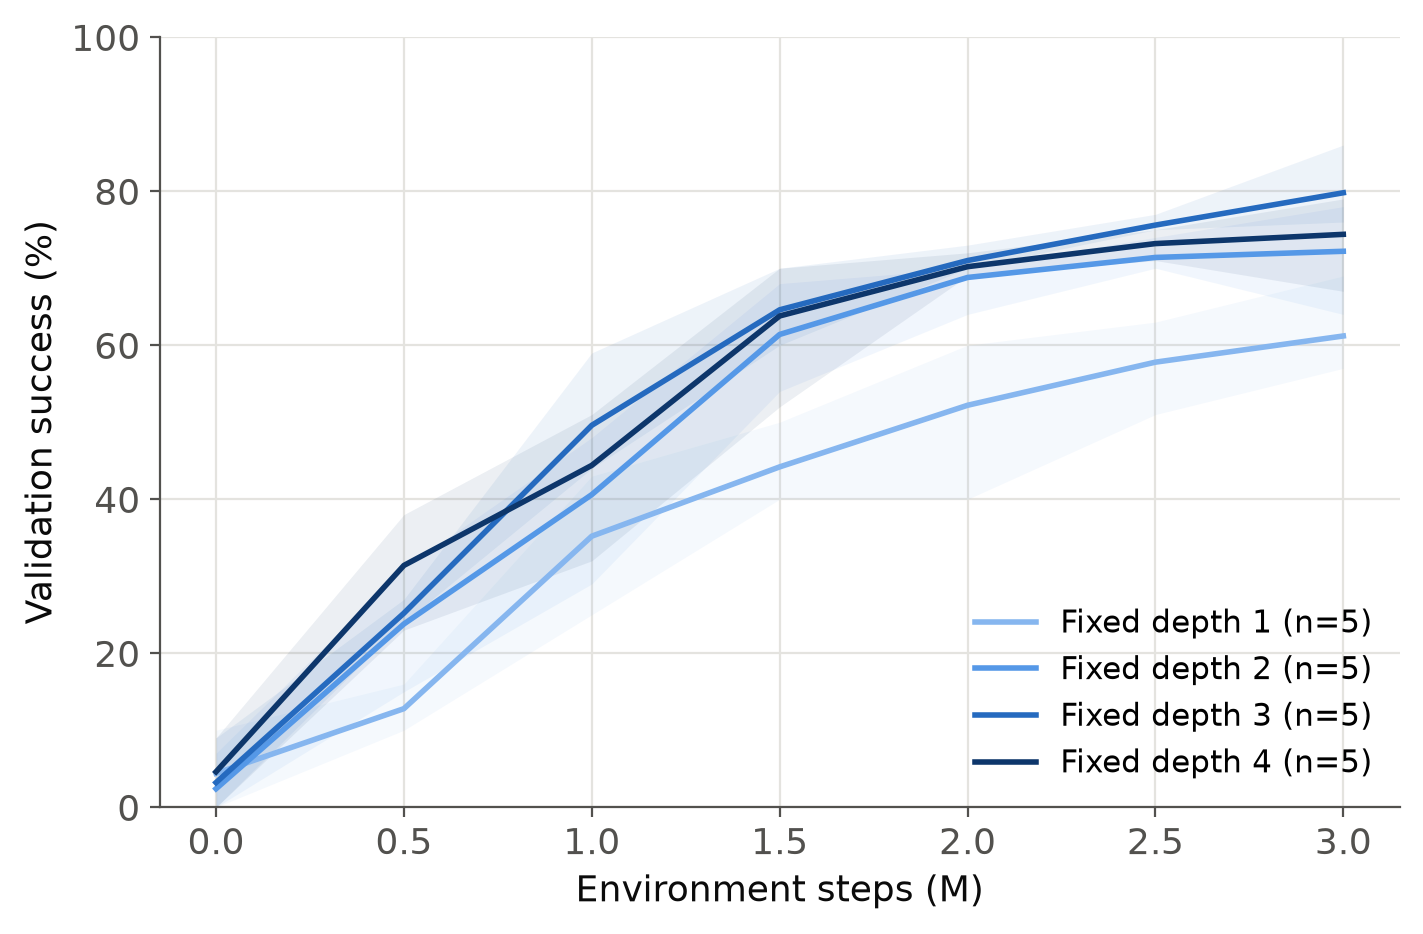 100
80
60
40
20
0
Validation success (%)
0.0 0.5 1.0 1.5 2.0 2.5 3.0
Environment steps (M)
Fixed depth 1 (n=5)
Fixed depth 2 (n=5)
Fixed depth 3 (n=5)
Fixed depth 4 (n=5)